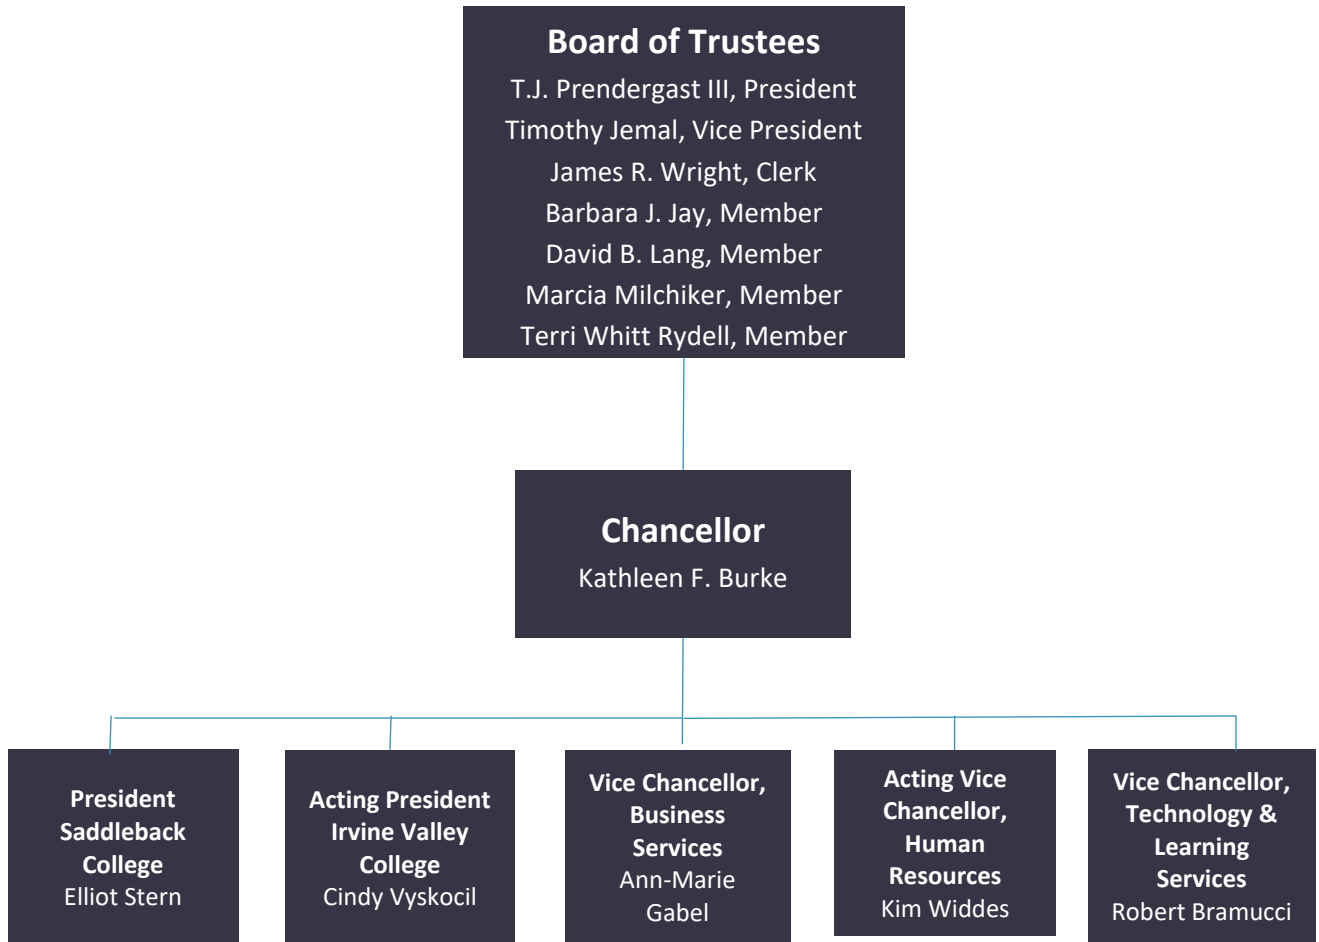 Board of Trustees
T.J. Prendergast III, President
Timothy Jemal, Vice President
James R. Wright, Clerk
Barbara J. Jay, Member
David B. Lang, Member
Marcia Milchiker, Member
Terri Whitt Rydell, Member
Chancellor
Kathleen F. Burke
President
Saddleback
College
Elliot Stern
Acting President
Irvine Valley
College
Cindy Vyskocil
Vice Chancellor,
Business
Services
Ann-Marie
Gabel
Acting Vice
Chancellor,
Human
Resources
Kim Widdes
Vice Chancellor,
Technology &
Learning
Services
Robert Bramucci